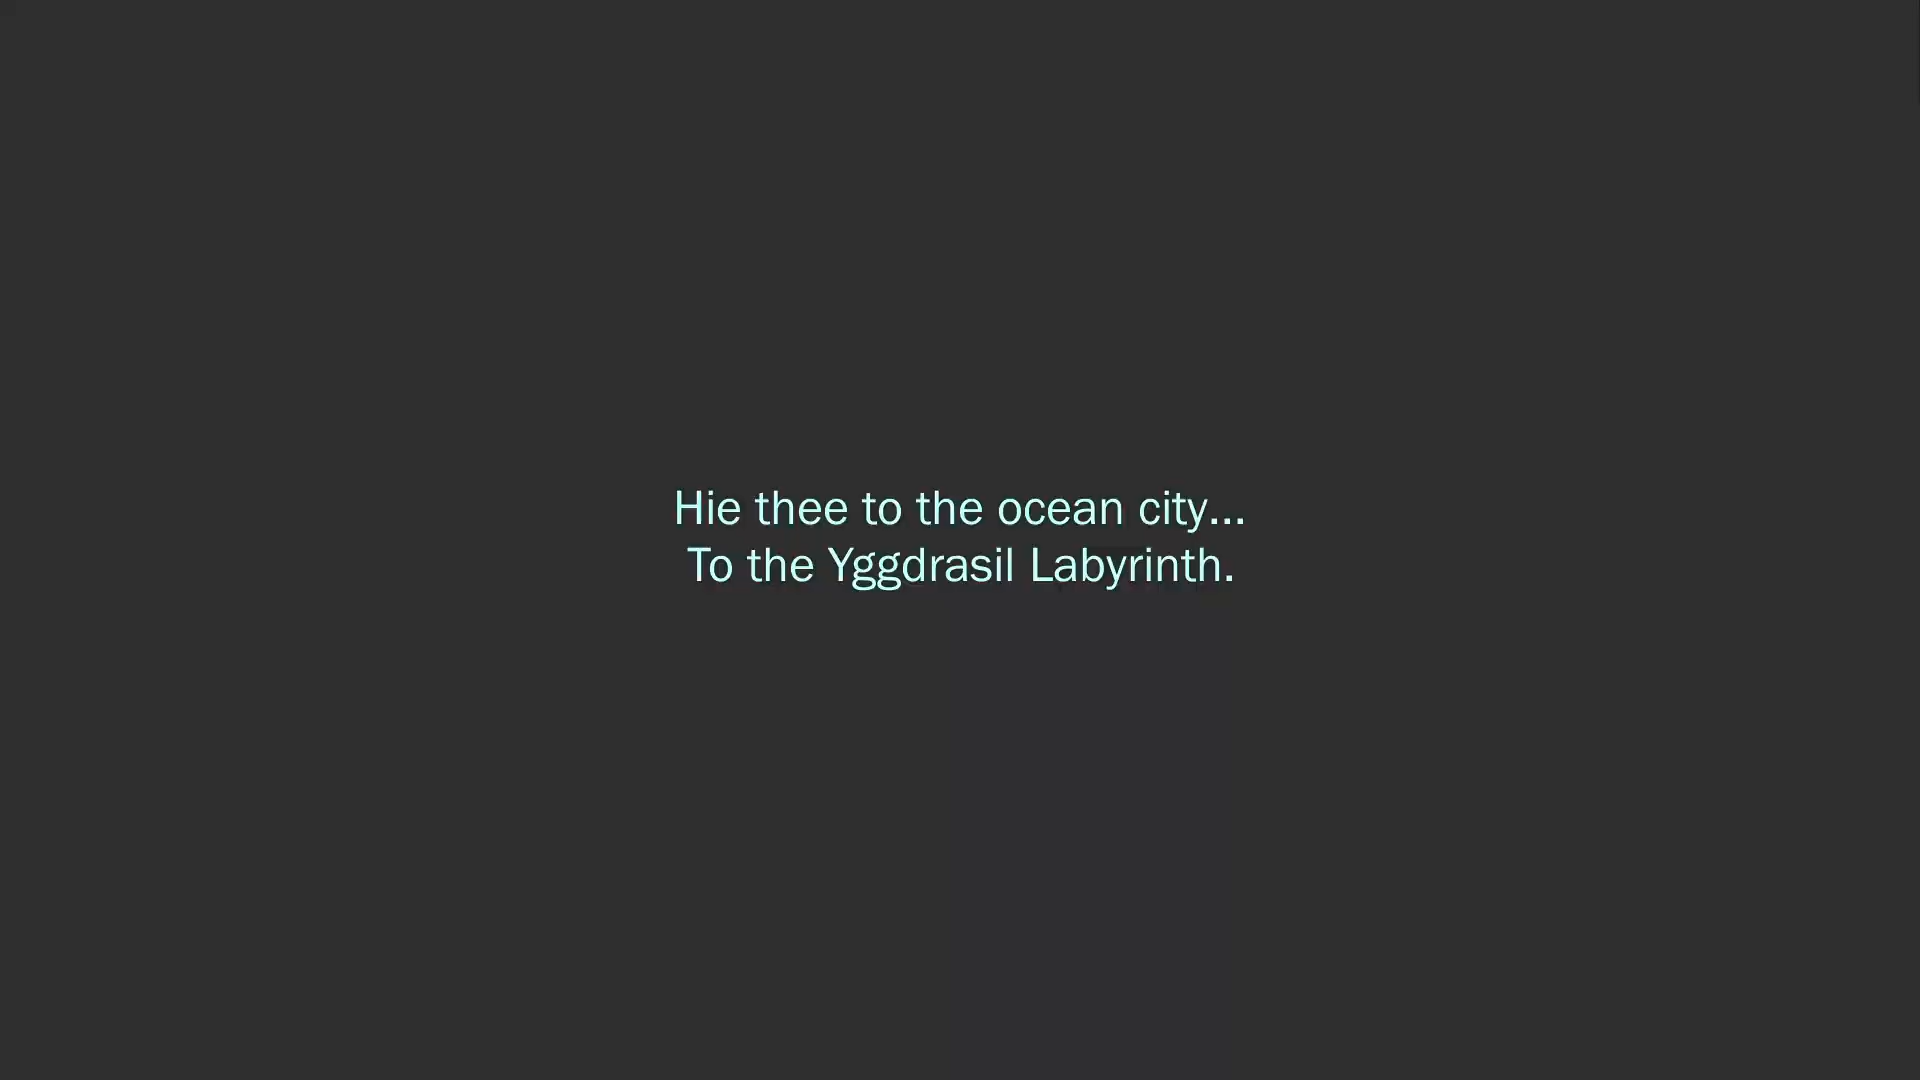 Hie thee to the ocean city...
To the Yggdrasil Labyrinth.